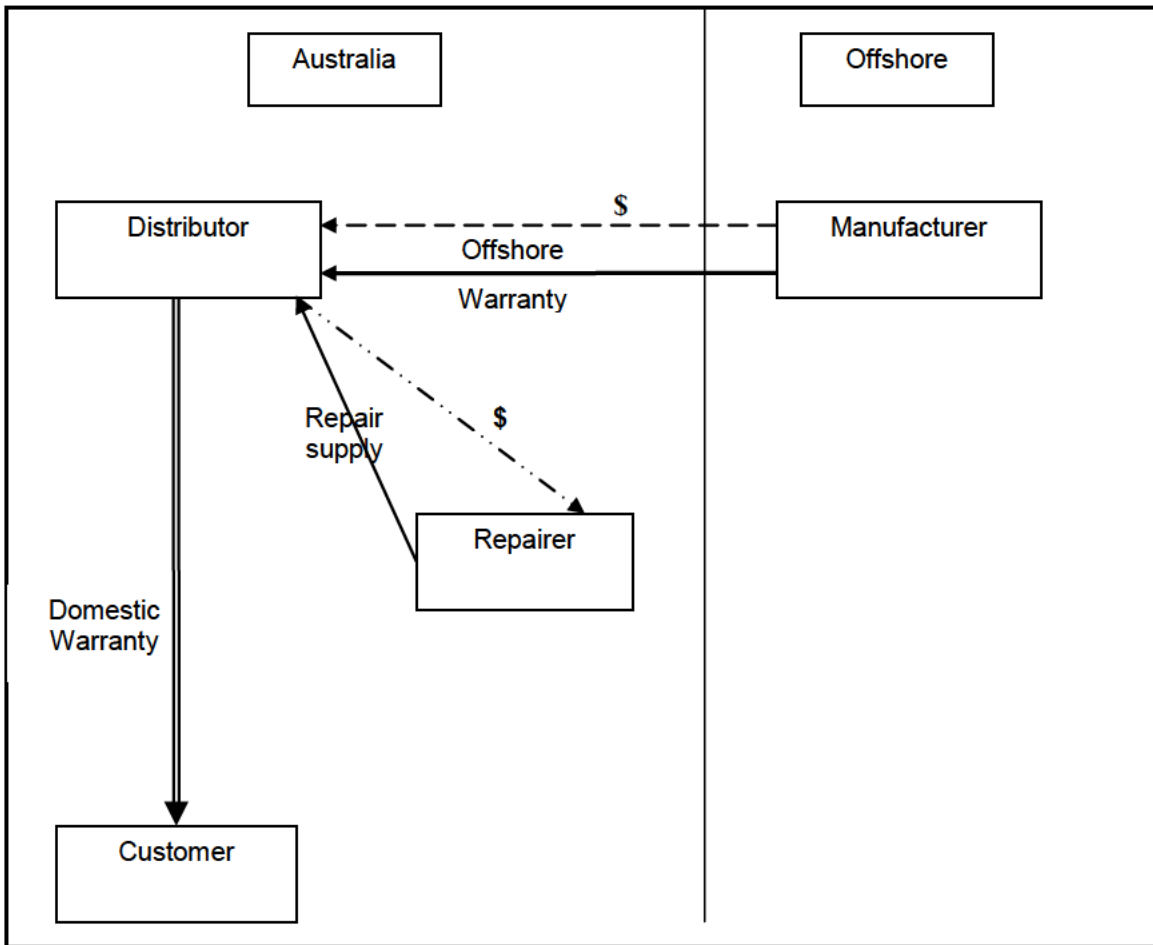 Australia
Offshore
$
Distributor
Manufacturer
Offshore
Warranty
Repair
supply
$
Repairer
Domestic
Warranty
Customer